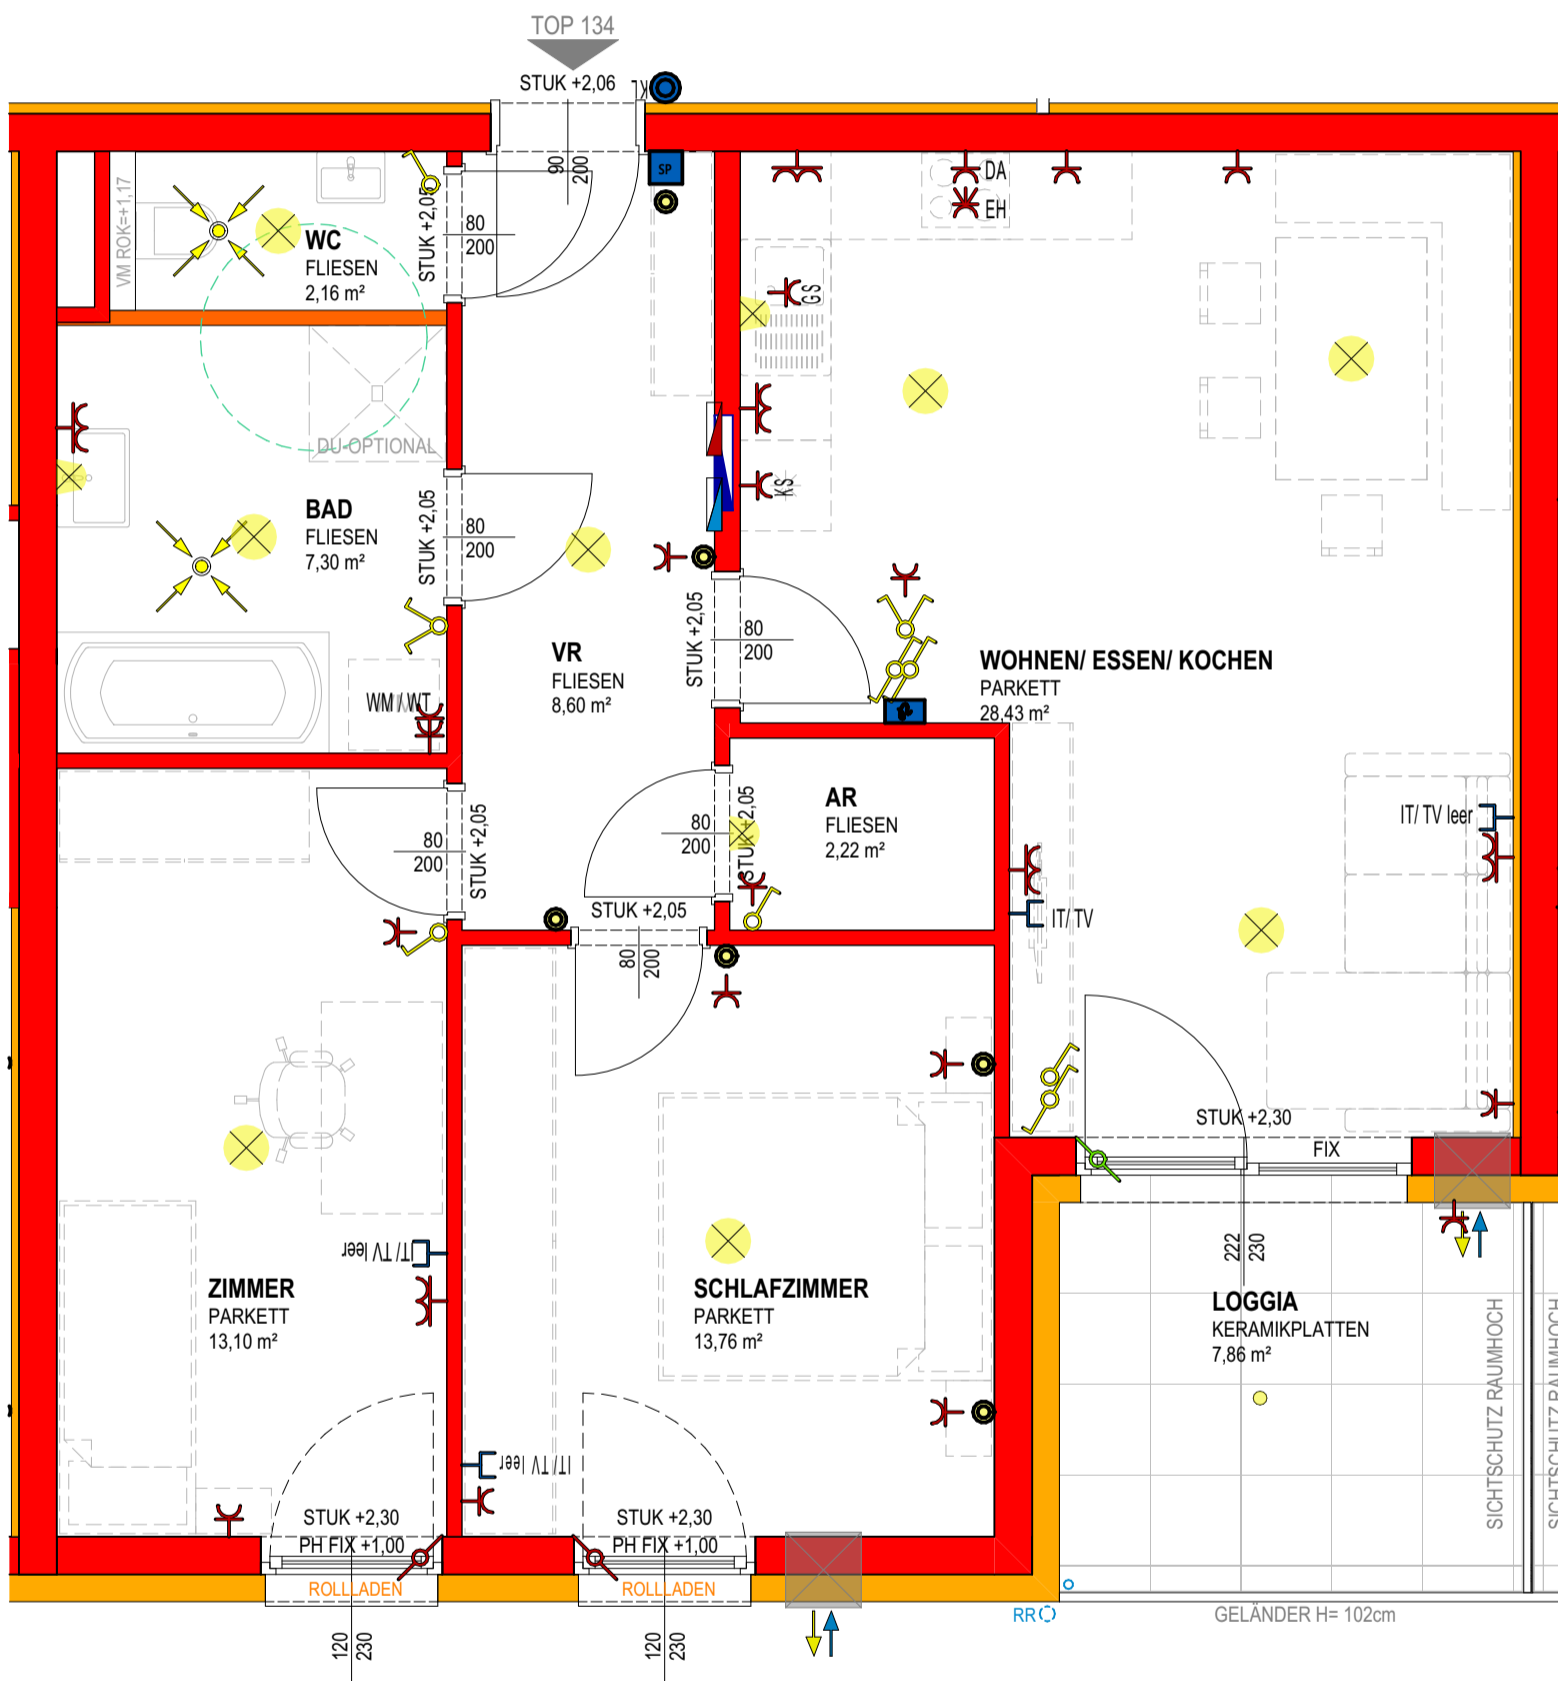 TOP 134
STUK +2,06
KL
90
200
SP
VM ROK=+1,17
WC
FLIESEN
2,16 m²
STUK +2,05
80
200
DA
EH
GS
KS
DU-OPTIONAL
BAD
FLIESEN
7,30 m²
STUK +2,05
80
200
VR
FLIESEN
8,60 m²
STUK +2,05
80
200
WOHNEN/ ESSEN/ KOCHEN
PARKETT
28,43 m²
WM / WT
STUK +2,05
80
200
AR
FLIESEN
2,22 m²
STUK +2,05
80
200
IT/ TV leer
IT/ TV
STUK +2,05
80
200
STUK +2,30
FIX
222
230
IT/ TV leer
ZIMMER
PARKETT
13,10 m²
SCHLAFZIMMER
PARKETT
13,76 m²
LOGGIA
KERAMIKPLATTEN
7,86 m²
SICHTSCHUTZ RAUMHOCH
SICHTSCHUTZ RAUMHOCH
IT/ TV leer
STUK +2,30
PH FIX +1,00
STUK +2,30
PH FIX +1,00
ROLLLADEN
ROLLLADEN
RR
GELÄNDER H= 102cm
120
230
120
230